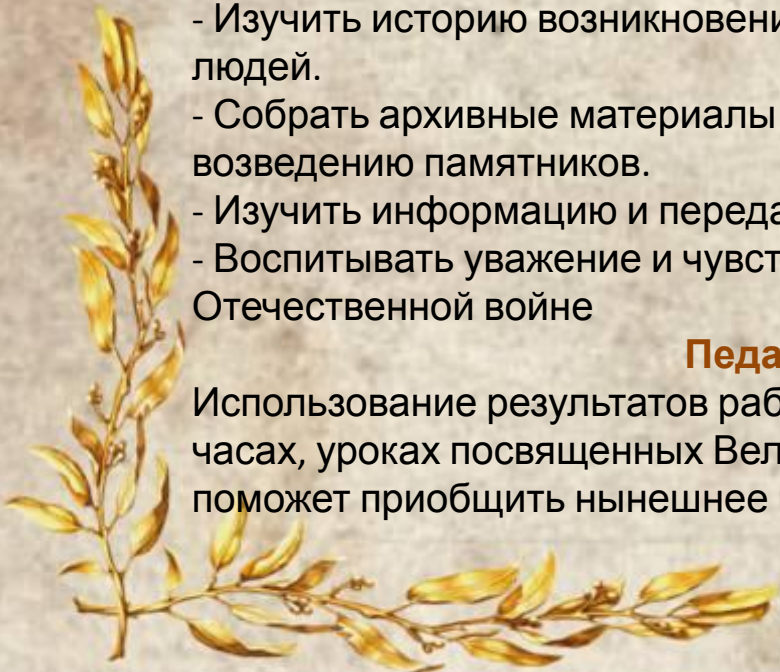 - Изучить историю возникновени
людей.
- Собрать архивные материалы
возведению памятников.
- Изучить информацию и переда
- Воспитывать уважение и чувст
Отечественной войне
Педа
Использование результатов раб
часах, уроках посвященных Вел
поможет приобщить нынешнее